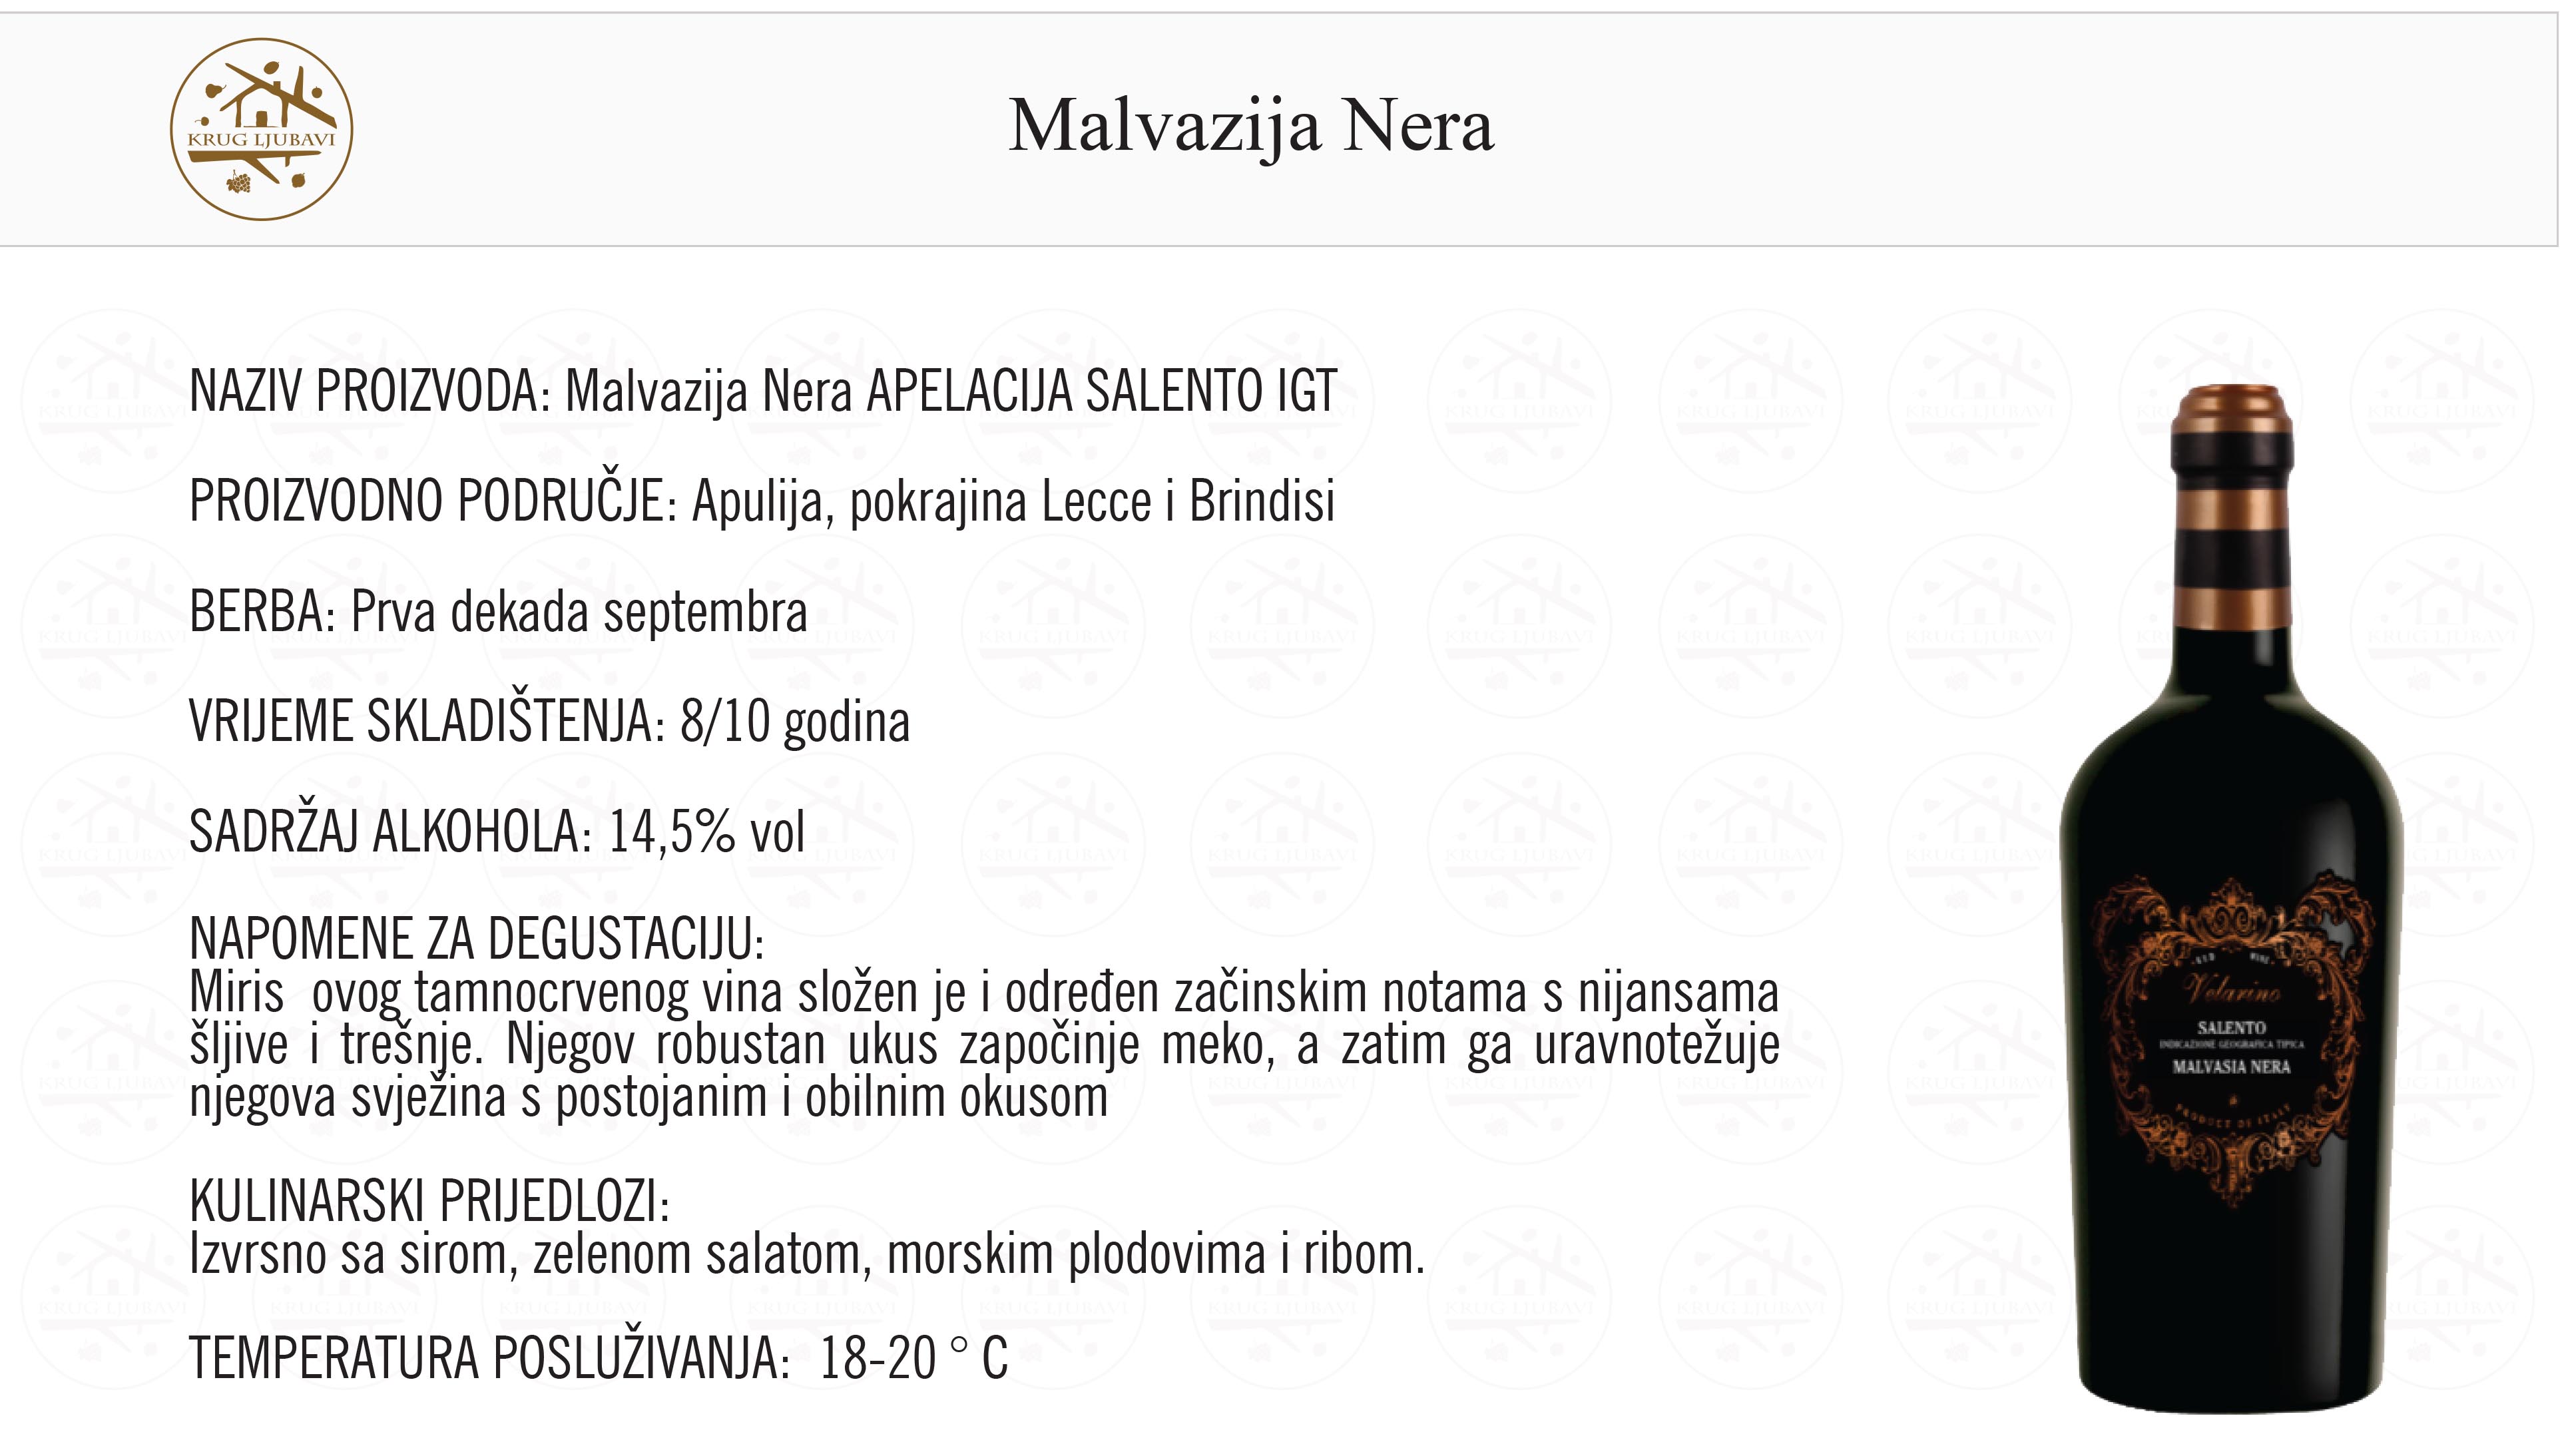 KRUG LJUBAVI
Malvazija Nera
NAZIV PROIZVODA: Malvazija Nera APELACIJA SALENTO IGT
PROIZVODNO PODRUČJE: Apulija, pokrajina Lecce i Brindisi
BERBA: Prva dekada septembra
VRIJEME SKLADIŠTENJA: 8/10 godina
SADRŽAJ ALKOHOLA: 14,5% vol
NAPOMENE ZA DEGUSTACIJU:
Miris ovog tamnocrvenog vina složen je i određen začinskim notama s nijansama
šljive i trešnje. Njegov robustan ukus započinje meko, a zatim ga uravnotežuje
njegova svježina s postojanim i obilnim okusom
KULINARSKI PRIJEDLOZI:
Izvrsno sa sirom, zelenom salatom, morskim plodovima i ribom.
TEMPERATURA POSLUŽIVANJA: 18-20 ° C
WINE
Velarino
SALENTO
INDICAZIONE GEOGRAFICA TIPICA
MALVASIA NERA
PRODUCT OF ITALY